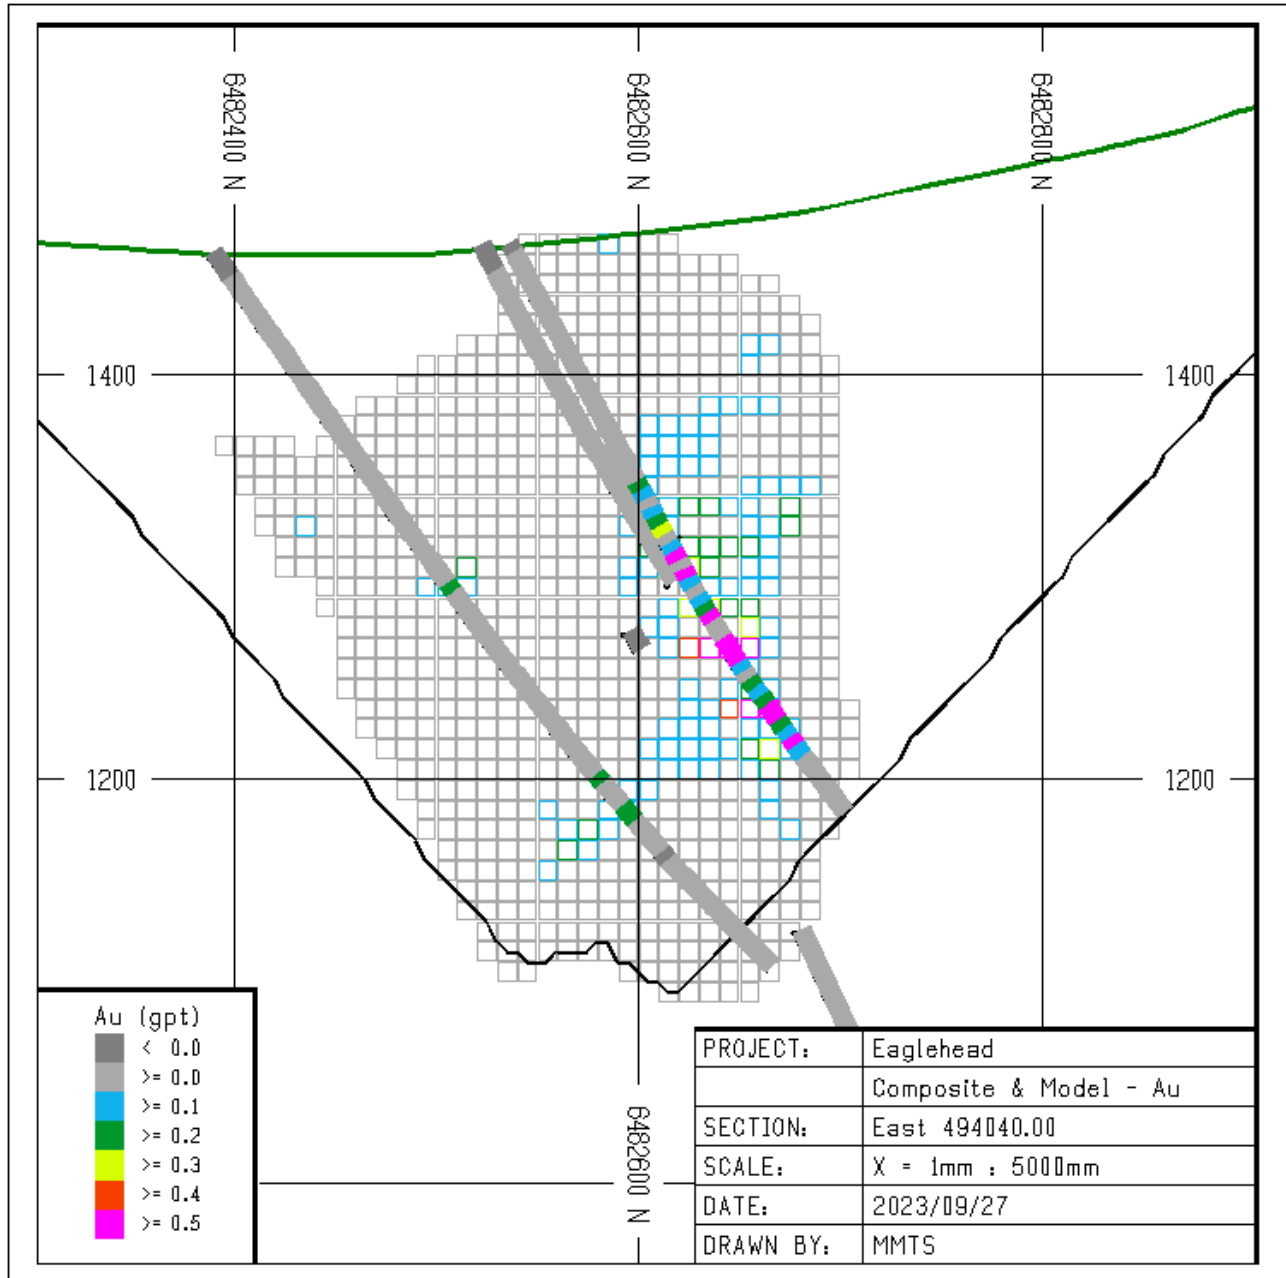 6482400 N
6482600 N
6482800 N
1400
1400
1200
1200
Au (gpt)
< 0.0
>= 0.0
>= 0.1
>= 0.2
>= 0.3
>= 0.4
>= 0.5
6482600 N
PROJECT: Eaglehead
Composite & Model - Au
SECTION: East 494040.00
SCALE: X = 1mm : 5000mm
DATE: 2023/09/27
DRAWN BY: MMTS